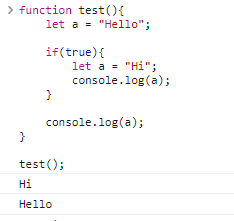 function test(){
    let a = "Hello";

    if(true){
        let a = "Hi";
        console.log(a);
    }

    console.log(a);
}

test();
Hi
Hello